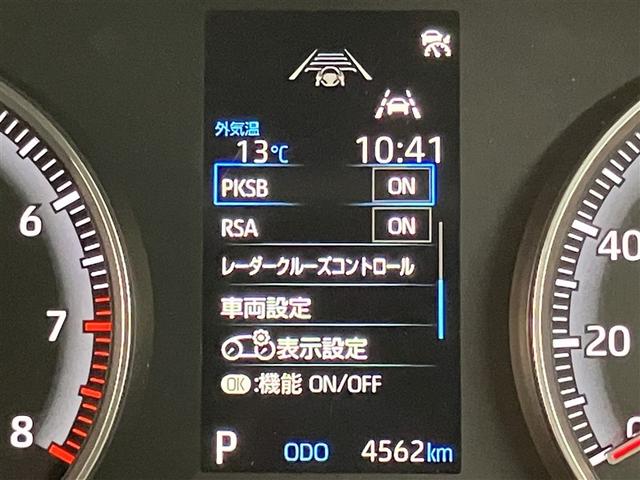 外気温
13℃ 10:41
PKSB ON
RSA ON
レーダークルーズコントロール
車両設定
表示設定
OK:機能 ON/OFF
P ODO 4562km
6
7
8
40
20
0